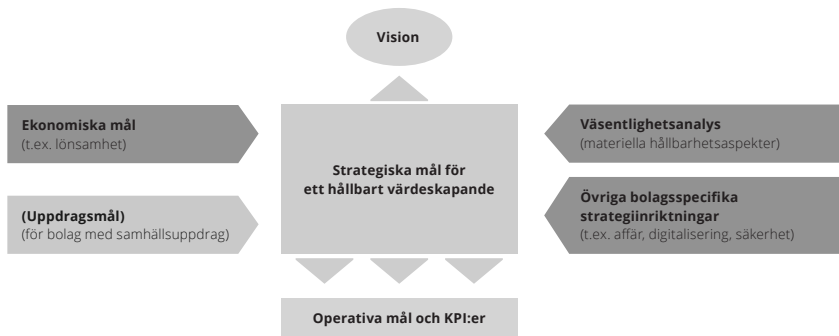 Vision
Ekonomiska mål
(t.ex. lönsamhet)
(Uppdragsmål)
(för bolag med samhällsuppdrag)
Strategiska mål för
ett hållbart värdeskapande
Väsentlighetsanalys
(materiella hållbarhetsaspekter)
Övriga bolagsspecifika
strategiinriktningar
(t.ex. affär, digitalisering, säkerhet)
Operativa mål och KPI:er